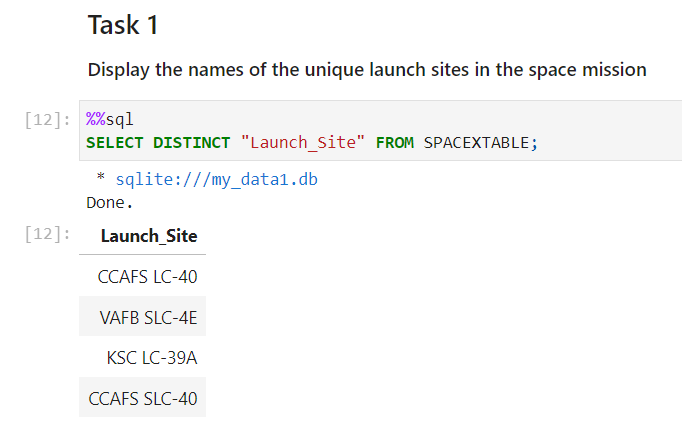 Task 1
Display the names of the unique launch sites in the space mission
[12]: %%sql
SELECT DISTINCT "Launch_Site" FROM SPACEXTABLE;
* sqlite:///my_data1.db
Done.
[12]: Launch_Site
CCAFS LC-40
VAFB SLC-4E
KSC LC-39A
CCAFS SLC-40